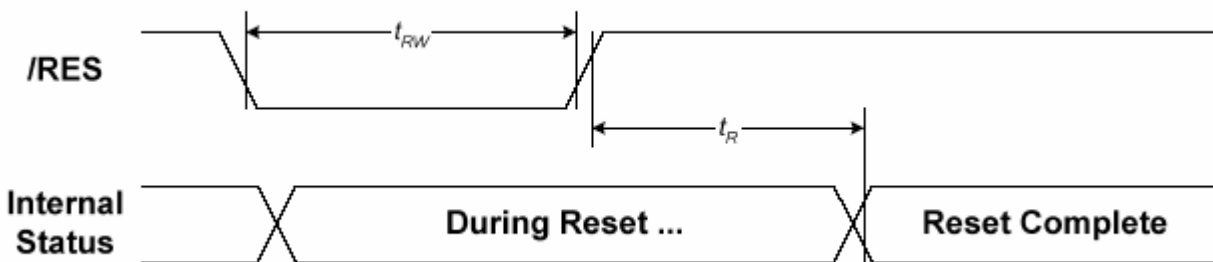 /RES
t_RW
t_R
Internal
Status
During Reset ...
Reset Complete